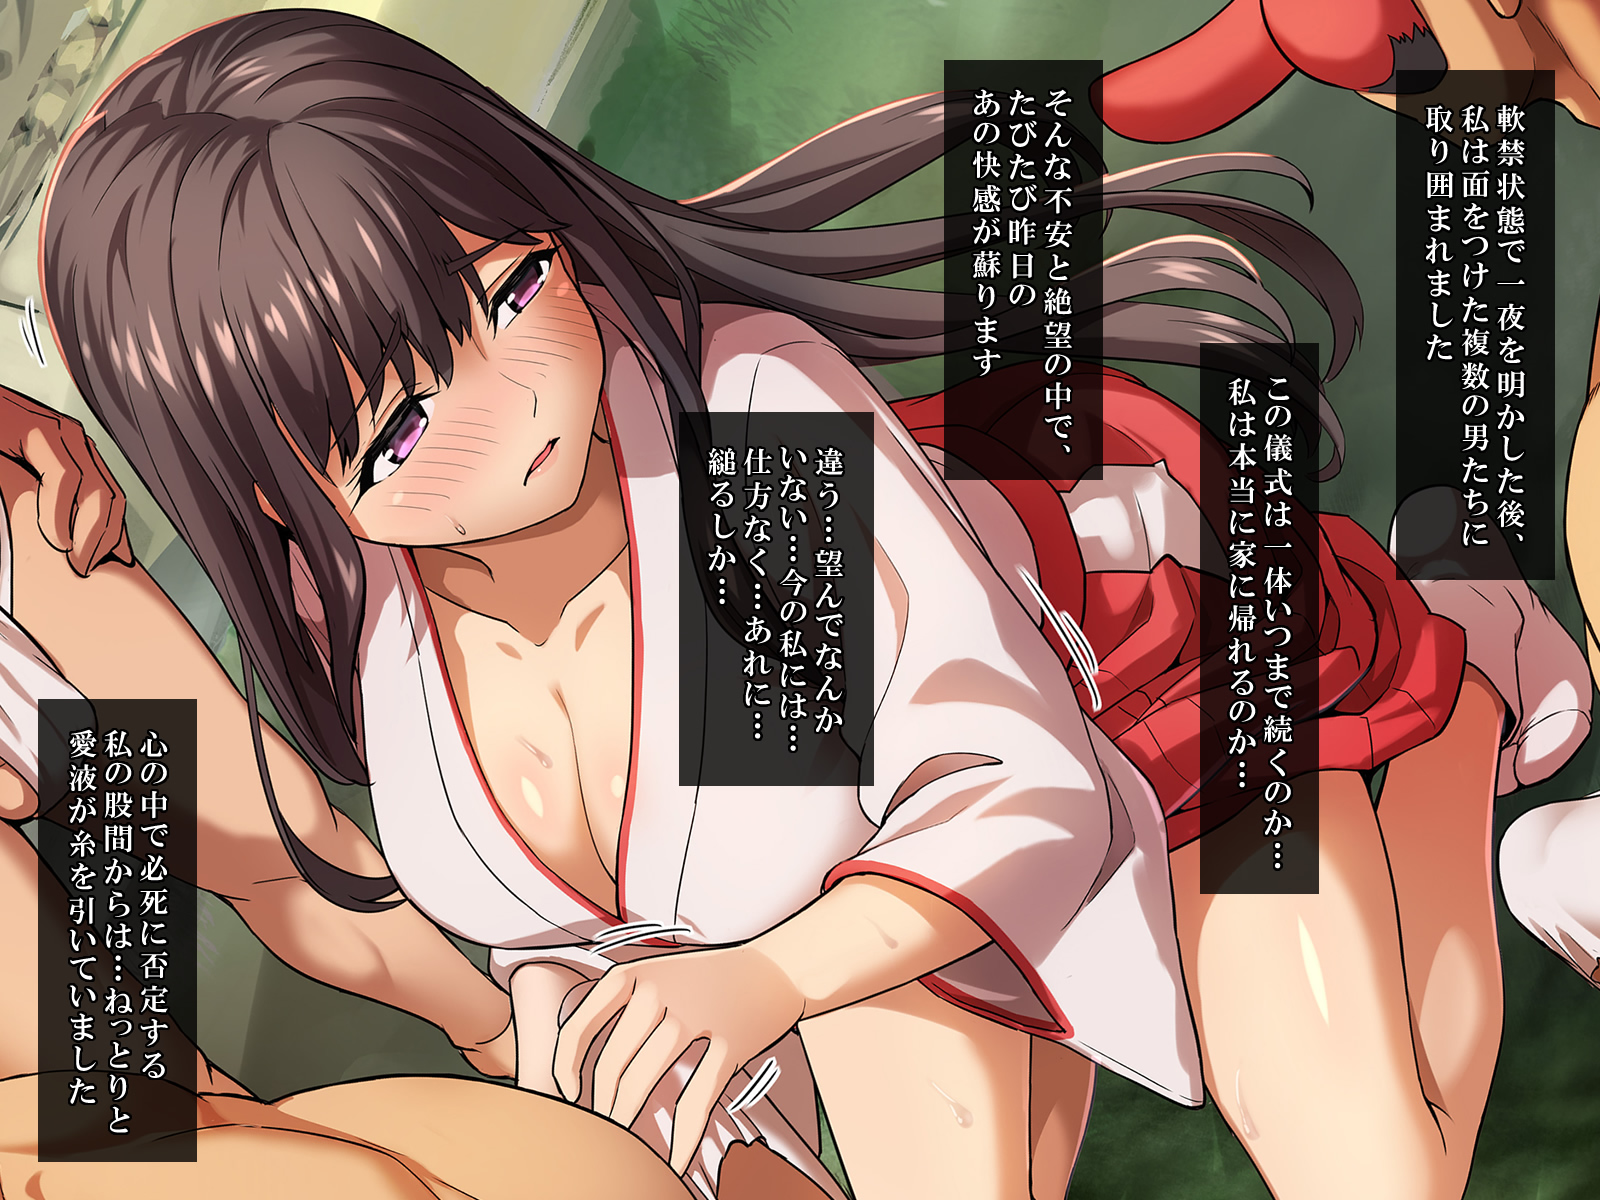 軟禁状態で一夜を明かした後、
私は面をつけた複数の男たちに
取り囲まれました
この儀式は一体いつまで続くのか…
私は本当に家に帰れるのか…
そんな不安と絶望の中で、
たびたび昨日の
あの快感が蘇ります
違う…望んでなんか
いない…今の私には…
仕方なく…あれに…
縋るしか…
心の中で必死に否定する
私の股間からは…ねっとりと
愛液が糸を引いていました